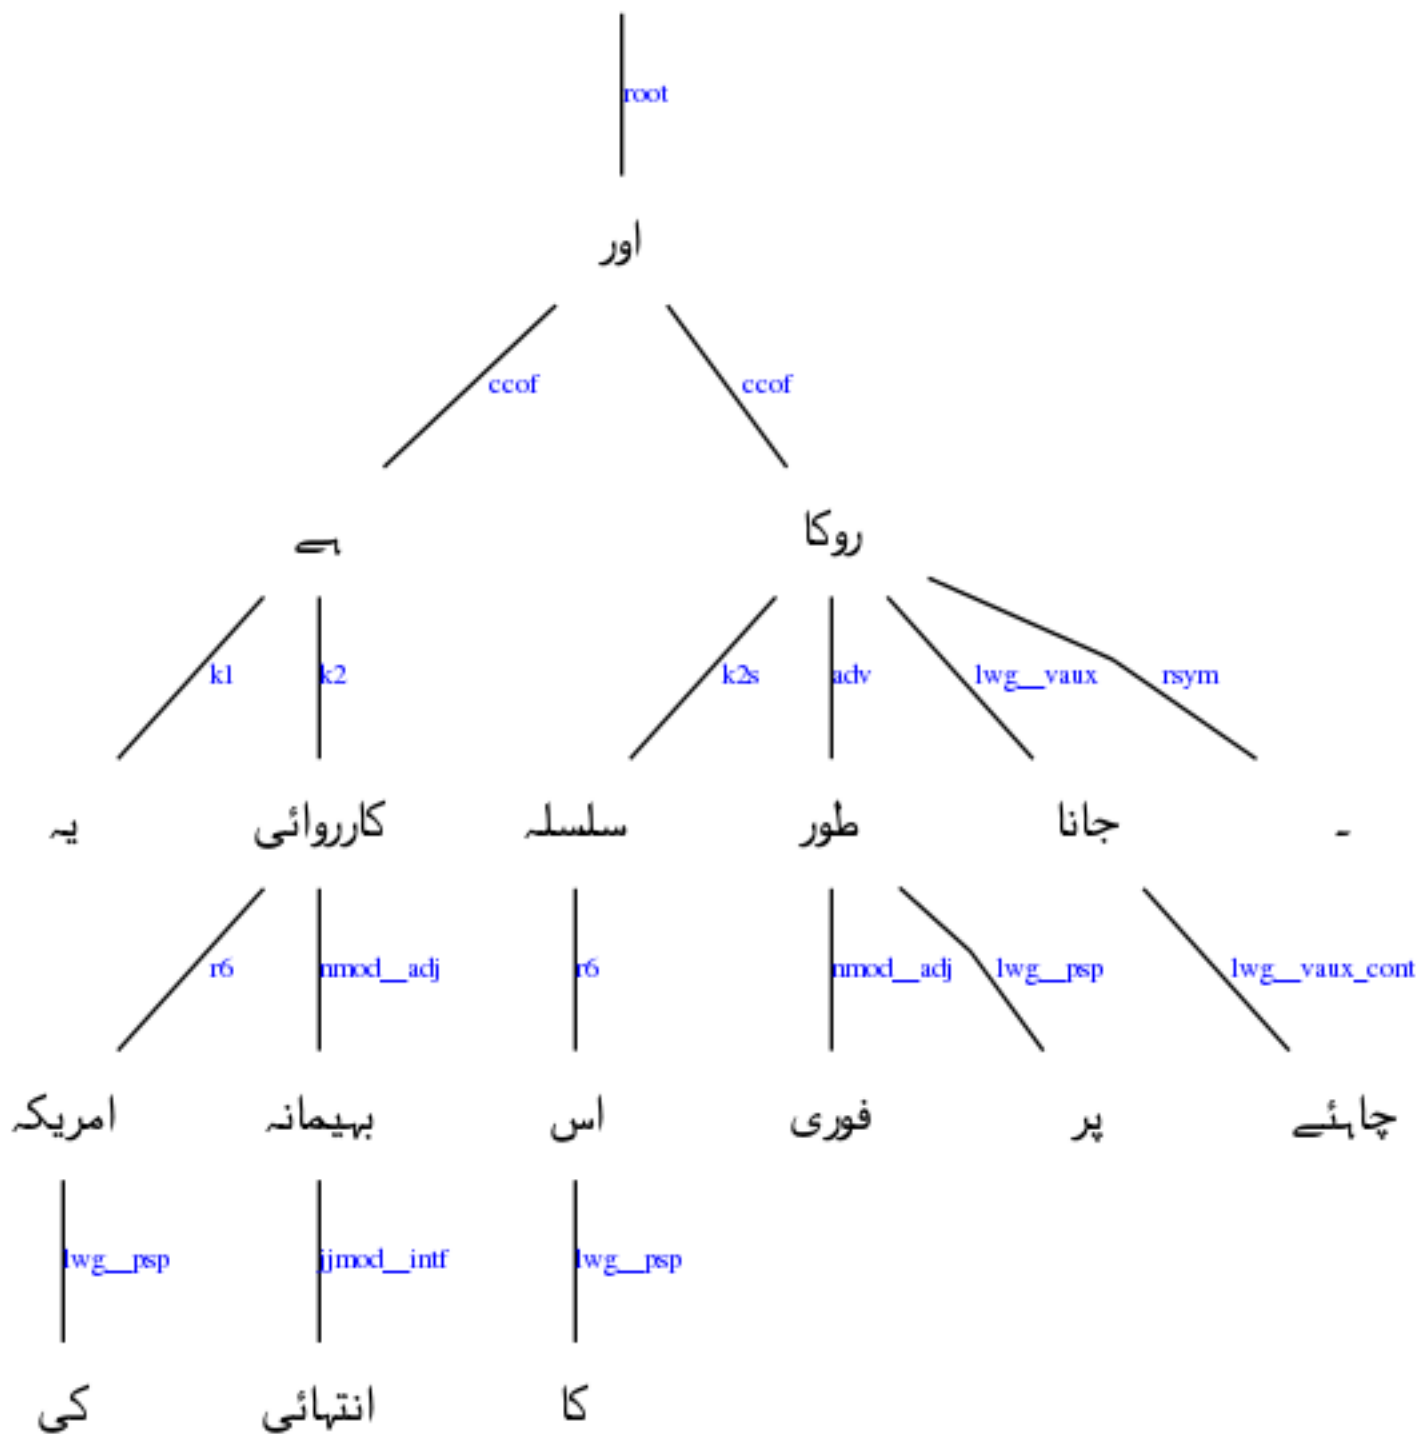 root
اور
ccof ccof
ہے روکا
k1 k2 k2s adv lwg__vaux rsym
یہ کارروائی سلسلہ طور جانا ۔
r6 nmod__adj r6 nmod__adj lwg__psp lwg__vaux_cont
امریکہ بہیمانہ اس فوری پر چاہئے
lwg__psp jjmod__intf lwg__psp
کی انتہائی کا